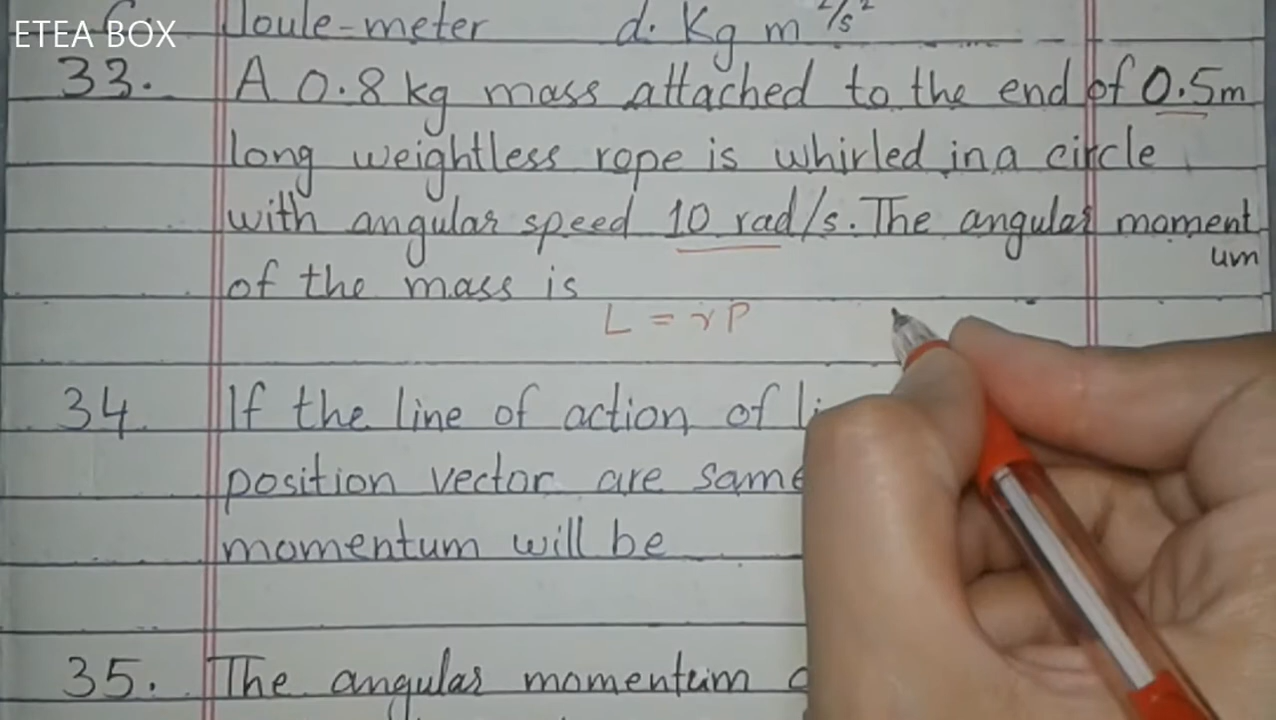 ETEA BOX
Joule-meter d. Kg m²/s²
33. A 0.8 kg mass attached to the end of 0.5m
long weightless rope is whirled in a circle
with angular speed 10 rad/s. The angular moment
um
of the mass is
L = rP
34 If the line of action of
position vector are same
momentum will be
35. The angular momentum